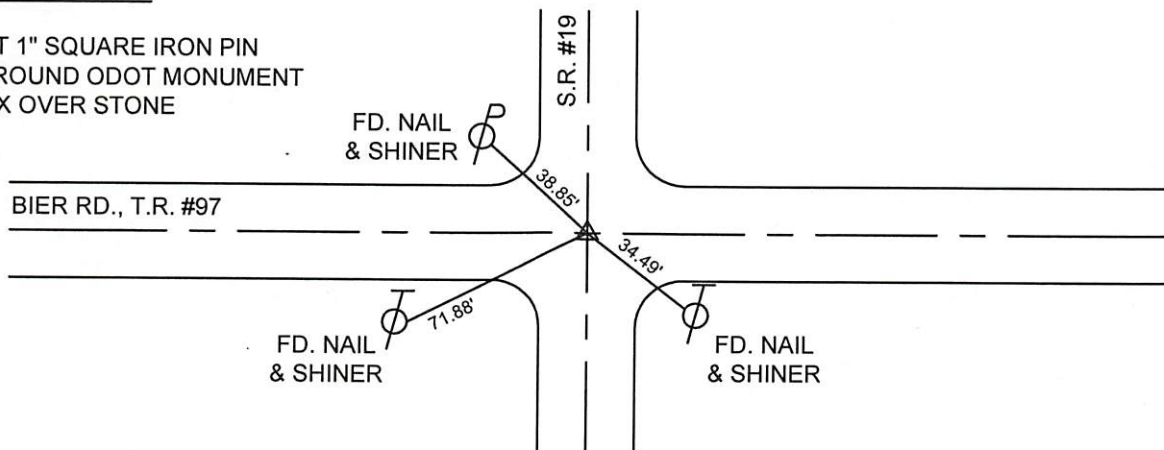 1" SQUARE IRON PIN
ODOT MONUMENT
OVER STONE
S.R. #19
FD. NAIL
& SHINER
38.85'
BIER RD., T.R. #97
34.49'
71.88'
FD. NAIL
& SHINER
FD. NAIL
& SHINER
P
T
T